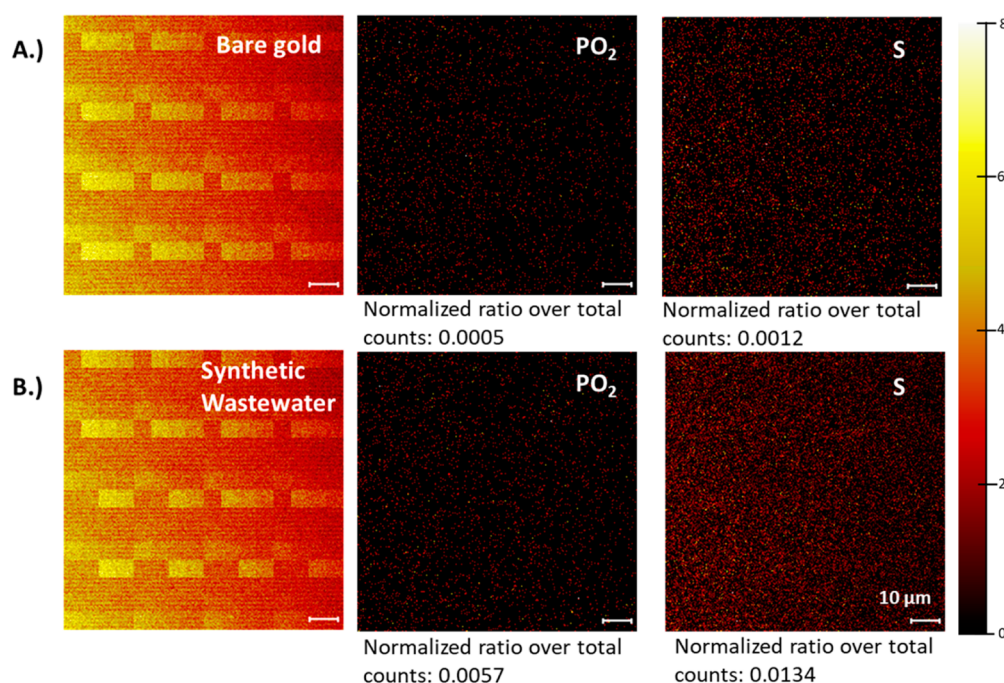 A.)
Bare gold
PO₂
S
Normalized ratio over total
counts: 0.0005
Normalized ratio over total
counts: 0.0012
B.)
Synthetic
Wastewater
PO₂
S
10 μm
Normalized ratio over total
counts: 0.0057
Normalized ratio over total
counts: 0.0134
8
6
4
2
0